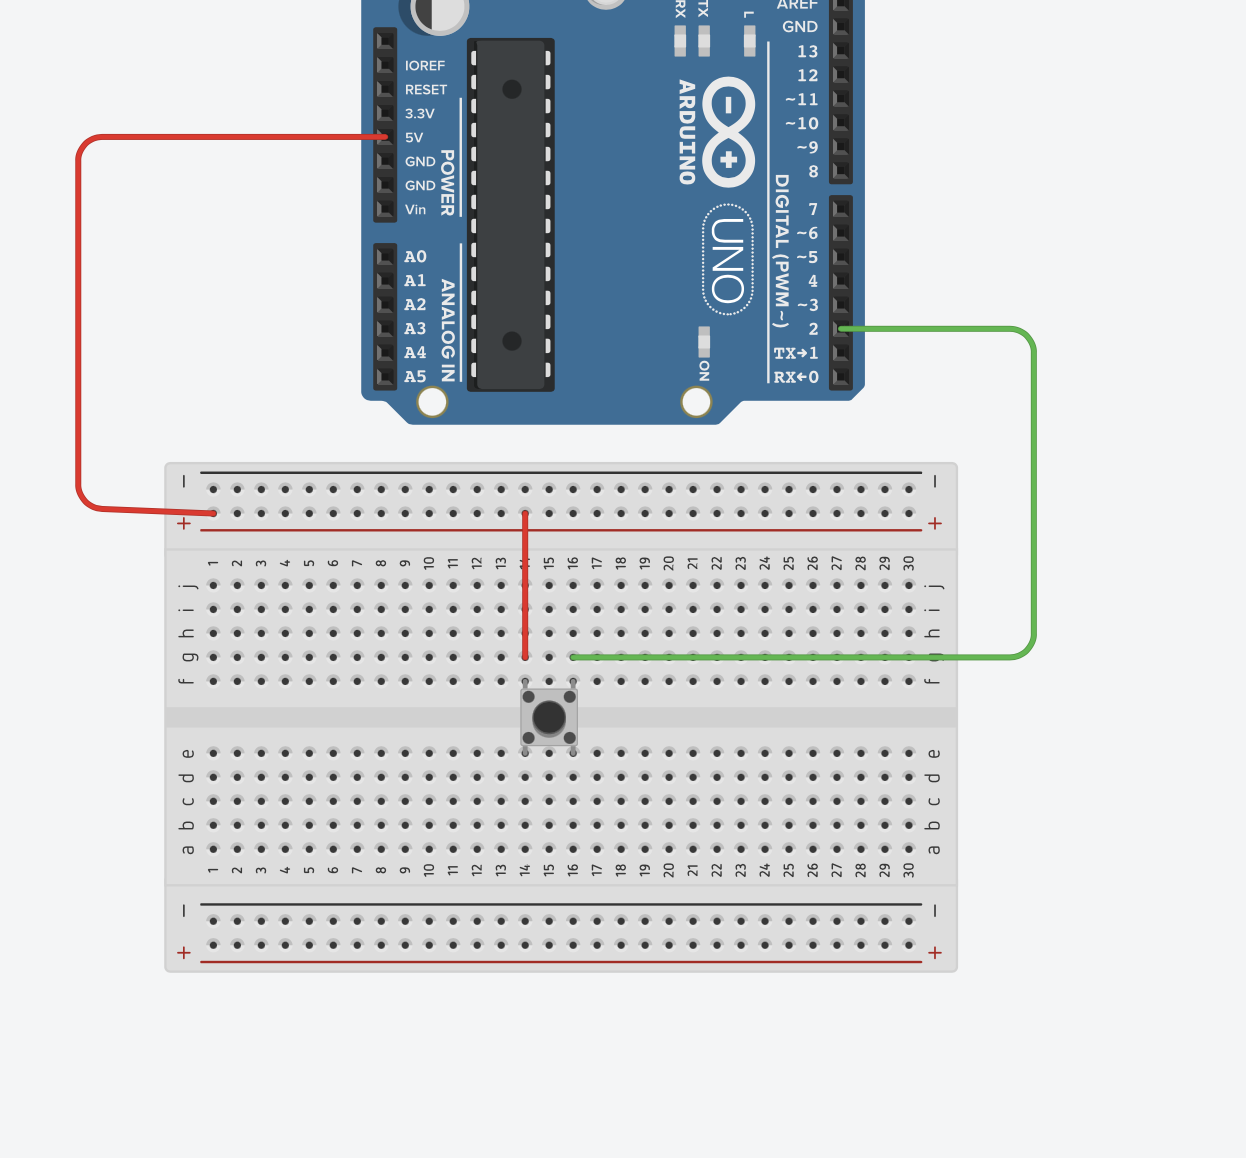 RX
TX
L
AREF
GND
IOREF
RESET
3.3V
5V
GND
GND
Vin
POWER
A0
A1
A2
A3
A4
A5
ANALOG IN
ARDUINO
UNO
ON
13
12
~11
~10
~9
8
7
~6
~5
4
~3
2
TX→1
RX←0
DIGITAL (PWM~)
− −
+ +
1 2 3 4 5 6 7 8 9 10 11 12 13 15 16 17 18 19 20 21 22 23 24 25 26 27 28 29 30
j j
i i
h h
g g
f f
e e
d d
c c
b b
a a
1 2 3 4 5 6 7 8 9 10 11 12 13 14 15 16 17 18 19 20 21 22 23 24 25 26 27 28 29 30
− −
+ +